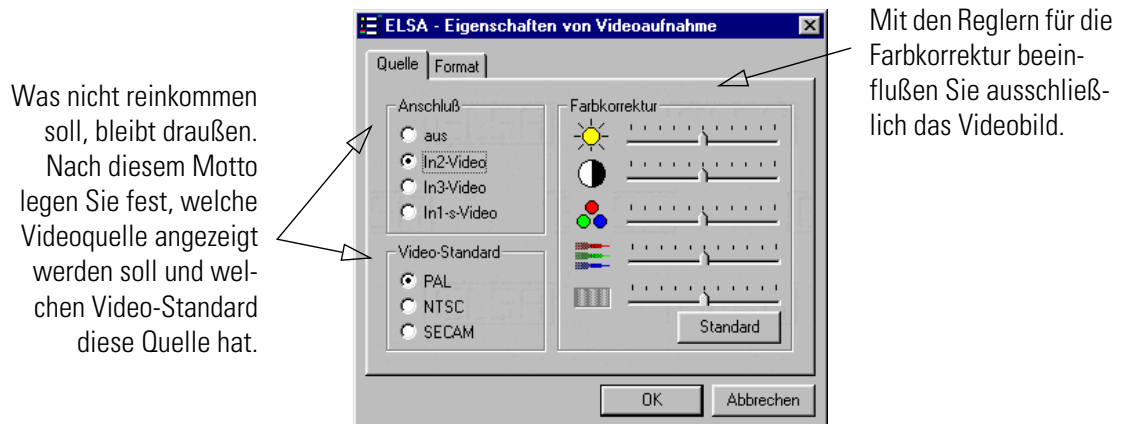 Was nicht reinkommen
soll, bleibt draußen.
Nach diesem Motto
legen Sie fest, welche
Videoquelle angezeigt
werden soll und wel-
chen Video-Standard
diese Quelle hat.
ELSA - Eigenschaften von Videoaufnahme
Quelle
Format
Anschluß
aus
In2-Video
In3-Video
In1-s-Video
Video-Standard
PAL
NTSC
SECAM
Farbkorrektur
Standard
OK
Abbrechen
Mit den Reglern für die
Farbkorrektur beein-
flußen Sie ausschließ-
lich das Videobild.